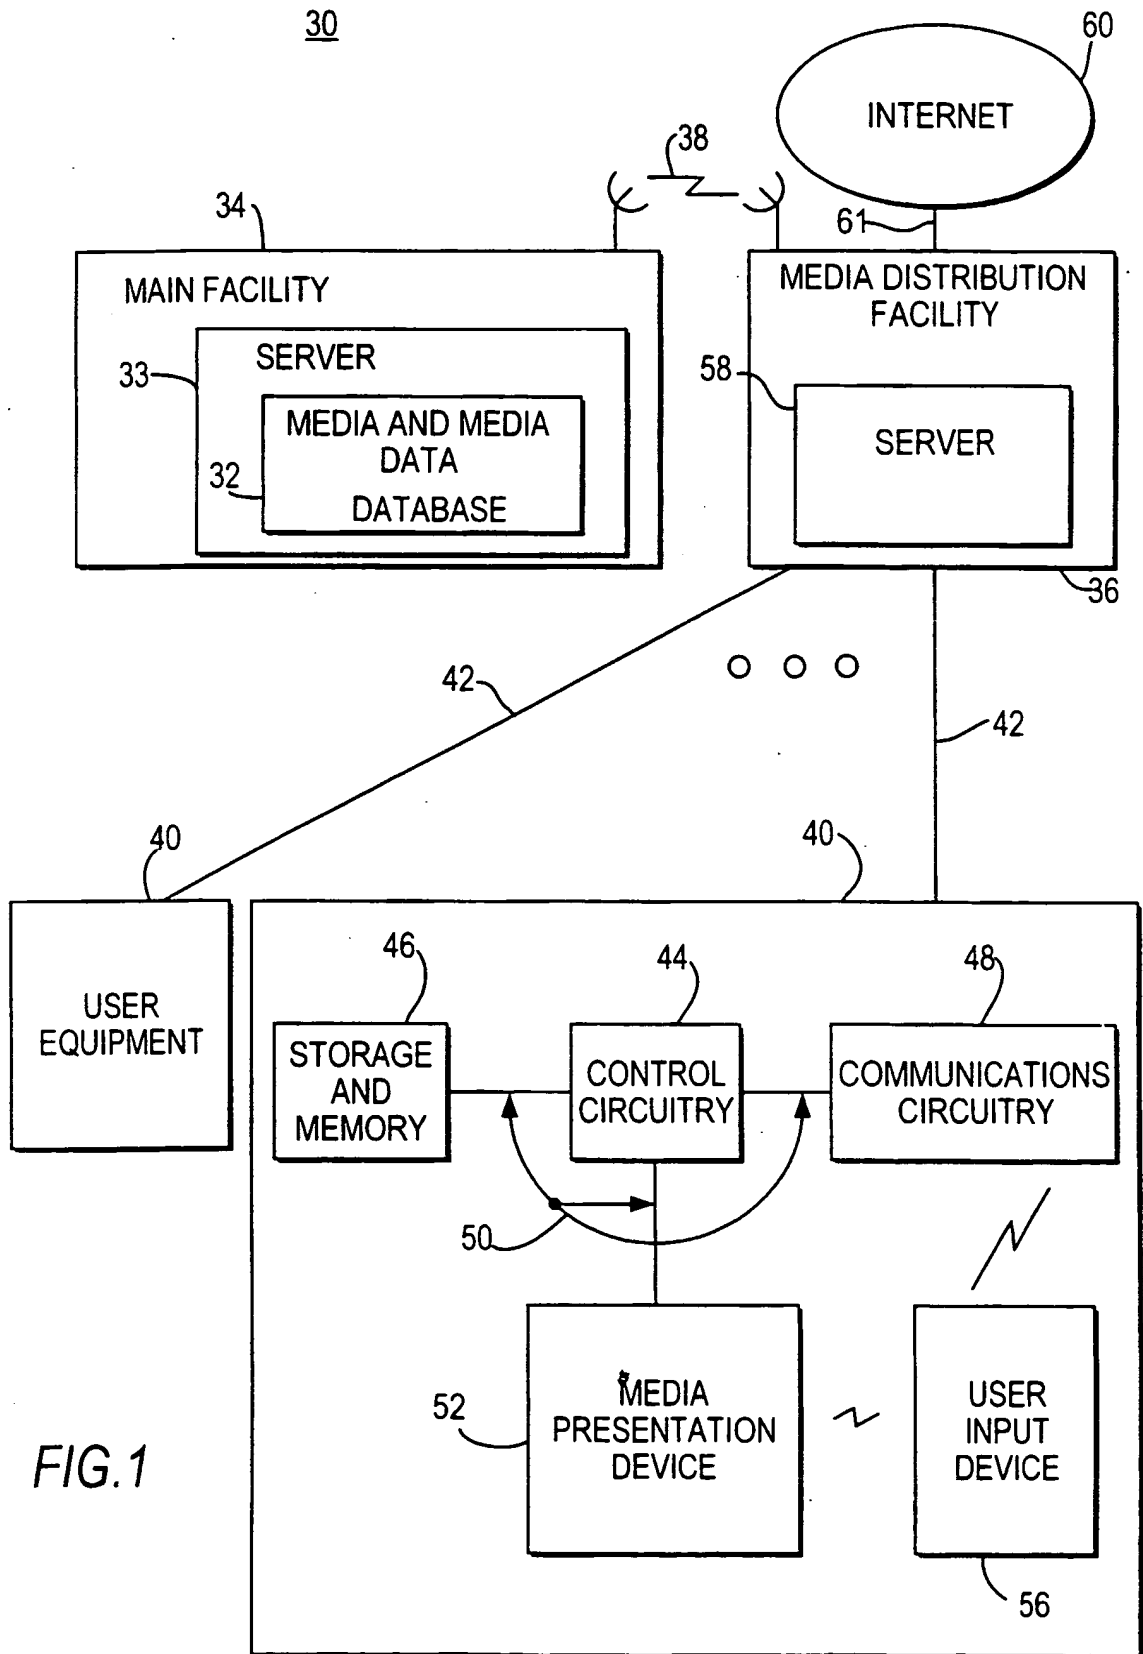 30
60
INTERNET
38
34
61
MAIN FACILITY
MEDIA DISTRIBUTION
FACILITY
33
SERVER
58
MEDIA AND MEDIA
DATA
DATABASE
32
SERVER
36
42
42
40
40
USER
EQUIPMENT
46
44
48
STORAGE
AND
MEMORY
CONTROL
CIRCUITRY
COMMUNICATIONS
CIRCUITRY
50
52
MEDIA
PRESENTATION
DEVICE
USER
INPUT
DEVICE
56
FIG.1